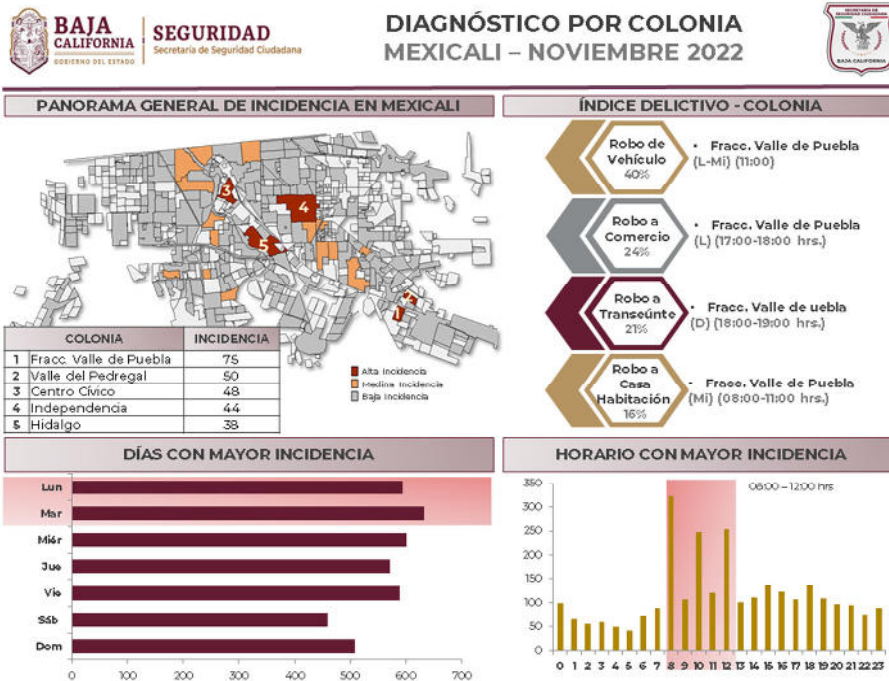 BAJA
CALIFORNIA
GOBIERNO DEL ESTADO
SEGURIDAD
Secretaría de Seguridad Ciudadana
DIAGNÓSTICO POR COLONIA
MEXICALI – NOVIEMBRE 2022
SECRETARÍA DE
SEGURIDAD CIUDADANA
BAJA CALIFORNIA
PANORAMA GENERAL DE INCIDENCIA EN MEXICALI
3
4
5
2
1
COLONIA INCIDENCIA
1 Fracc. Valle de Puebla 75
2 Valle del Pedregal 50
3 Centro Cívico 48
4 Independencia 44
5 Hidalgo 38
Alta Incidencia
Medina Incidencia
Baja Incidencia
ÍNDICE DELICTIVO - COLONIA
Robo de
Vehículo
40%
• Fracc. Valle de Puebla
(L-Mi) (11:00)
Robo a
Comercio
24%
• Fracc. Valle de Puebla
(L) (17:00-18:00 hrs.)
Robo a
Transeúnte
21%
• Fracc. Valle de uebla
(D) (18:00-19:00 hrs.)
Robo a
Casa
Habitación
16%
- Fracc. Valle de Puebla
(Mi) (08:00-11:00 hrs.)
DÍAS CON MAYOR INCIDENCIA
Lun
Mar
Miér
Jue
Vie
Sáb
Dom
0 100 200 300 400 500 600 700
HORARIO CON MAYOR INCIDENCIA
08:00 – 12:00 hrs
350
300
250
200
150
100
50
0
0 1 2 3 4 5 6 7 8 9 10 11 12 13 14 15 16 17 18 19 20 21 22 23